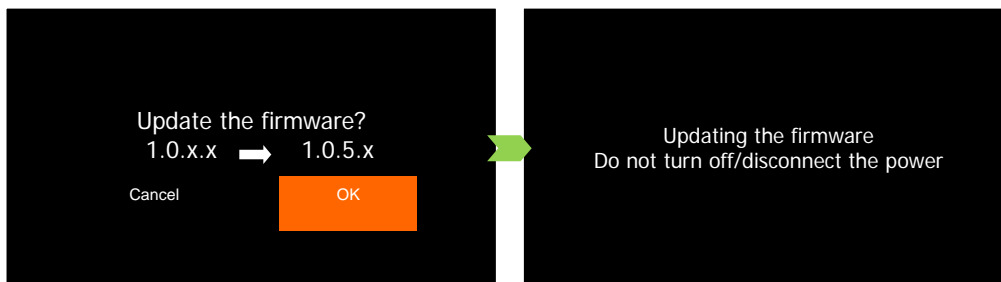 Update the firmware?
1.0.x.x 1.0.5.x
Cancel OK
Updating the firmware
Do not turn off/disconnect the power